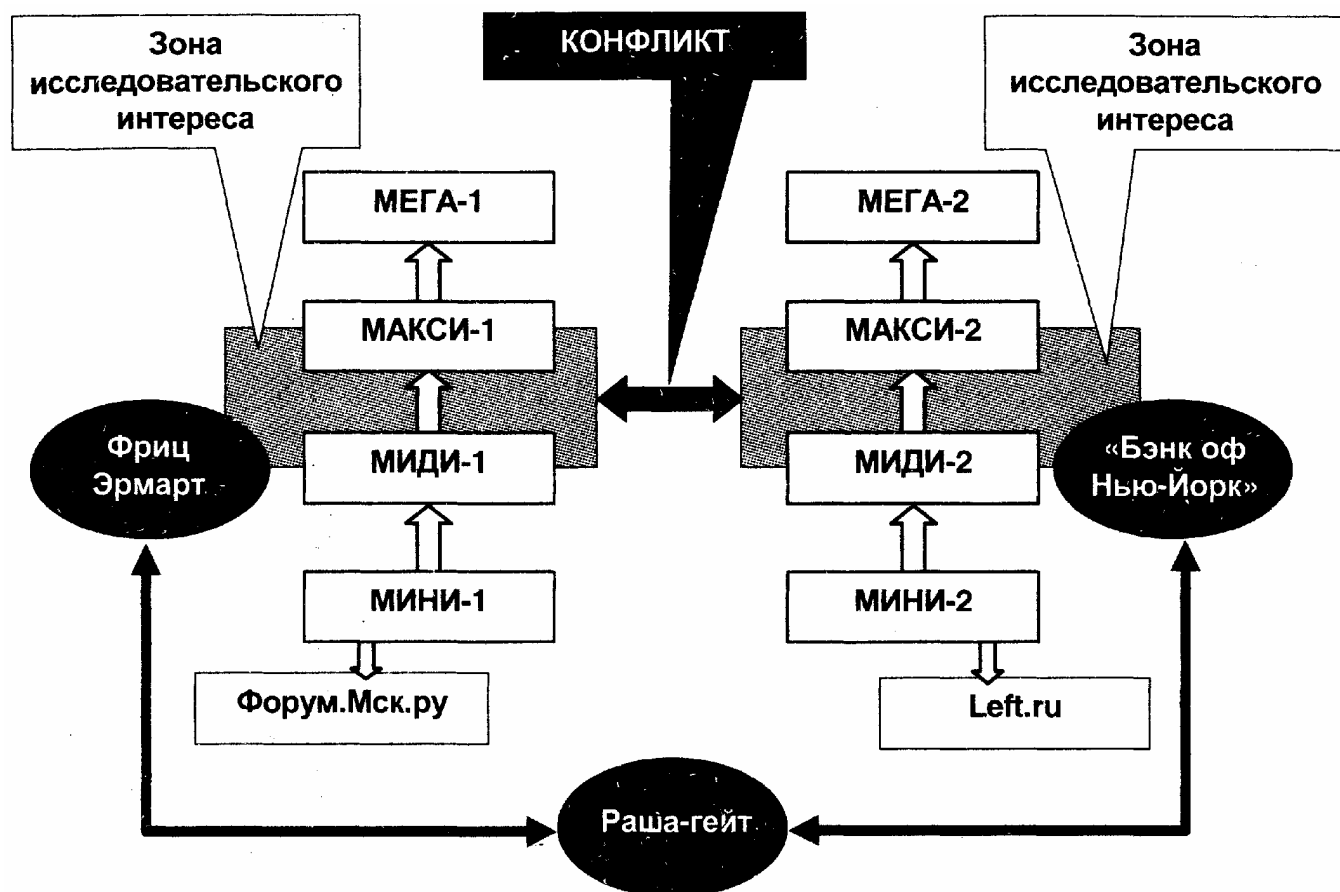 Зона
исследовательского
интереса
КОНФЛИКТ
Зона
исследовательского
интереса
МЕГА-1
МЕГА-2
МАКСИ-1
МАКСИ-2
Фриц
Эрмарт
МИДИ-1
МИДИ-2
«Бэнк оф
Нью-Йорк»
МИНИ-1
МИНИ-2
Форум.Мск.ру
Left.ru
Раша-гейт